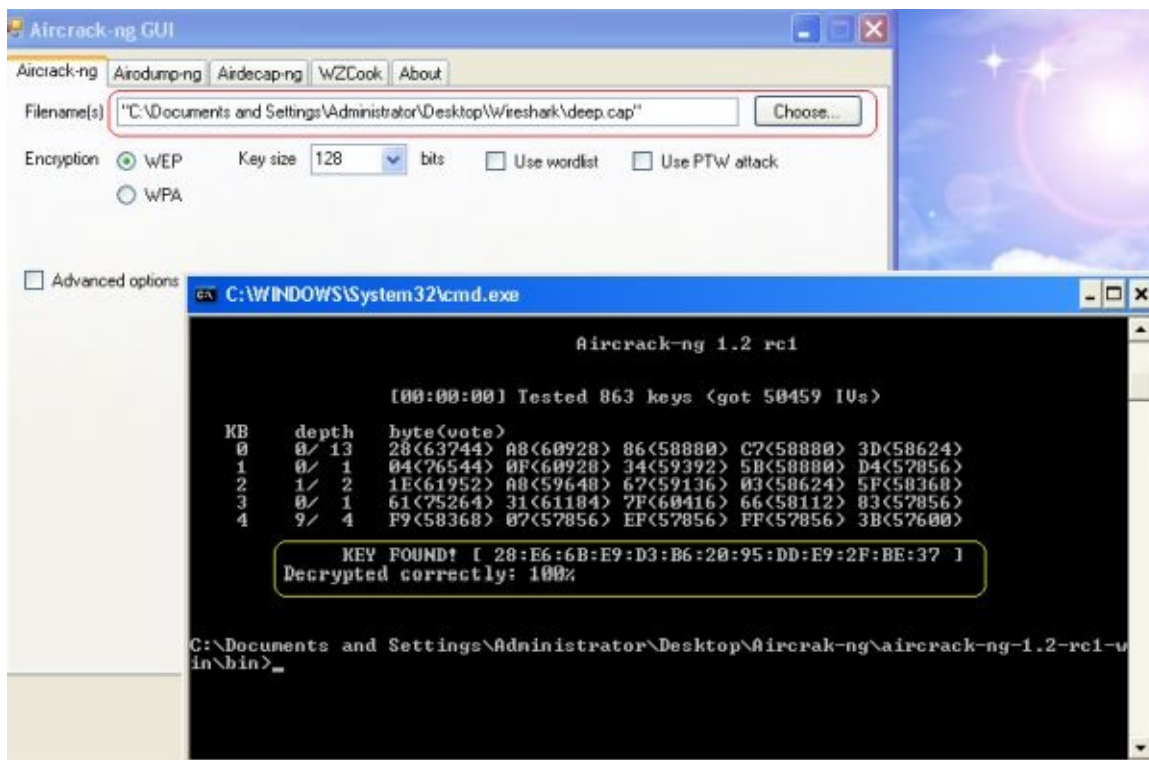 Aircrack-ng GUI
Aircrack-ng Airodump-ng Airdecap-ng WZCook About
Filename(s) "C:\Documents and Settings\Administrator\Desktop\Wireshark\deep.cap" Choose...
Encryption WEP Key size 128 bits Use wordlist Use PTW attack
WPA
Advanced options
C:\WINDOWS\System32\cmd.exe
Aircrack-ng 1.2 rc1
[00:00:00] Tested 863 keys (got 50459 IVs)
KB depth byte(vote)
0 0/ 13 28(63744) A8(60928) 86(58880) C7(58880) 3D(58624)
1 0/ 1 04(76544) 0F(60928) 34(59392) 5B(58880) D4(57856)
2 1/ 2 1E(61952) A8(59648) 67(59136) 03(58624) 5F(58368)
3 0/ 1 61(75264) 31(61184) 7F(60416) 66(58112) 83(57856)
4 9/ 4 F9(58368) 07(57856) EF(57856) FF(57856) 3B(57600)
KEY FOUND! [ 28:E6:6B:E9:D3:B6:20:95:DD:E9:2F:BE:37 ]
Decrypted correctly: 100%
C:\Documents and Settings\Administrator\Desktop\Aircrak-ng\aircrack-ng-1.2-rc1-w
in\bin>_